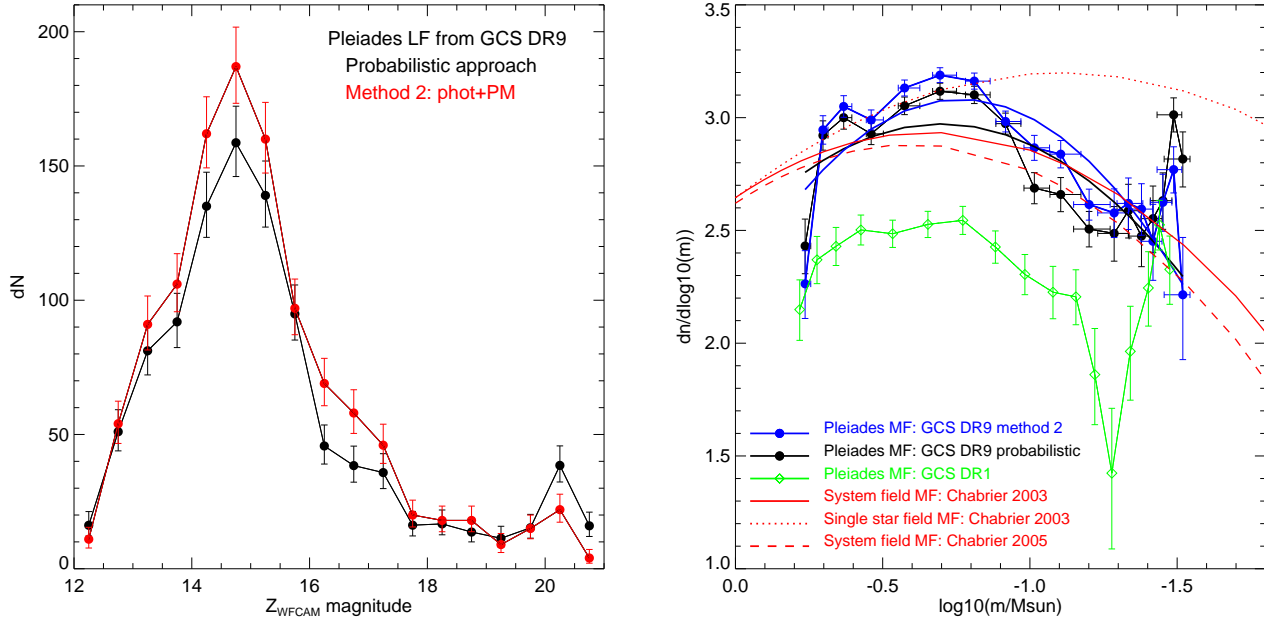 Pleiades LF from GCS DR9
Probabilistic approach
Method 2: phot+PM
dN
200
150
100
50
0
12
14
16
18
20
Z_WFCAM magnitude
dn/dlog10(m))
3.5
3.0
2.5
2.0
1.5
1.0
Pleiades MF: GCS DR9 method 2
Pleiades MF: GCS DR9 probabilistic
Pleiades MF: GCS DR1
System field MF: Chabrier 2003
Single star field MF: Chabrier 2003
System field MF: Chabrier 2005
0.0
-0.5
-1.0
-1.5
log10(m/Msun)